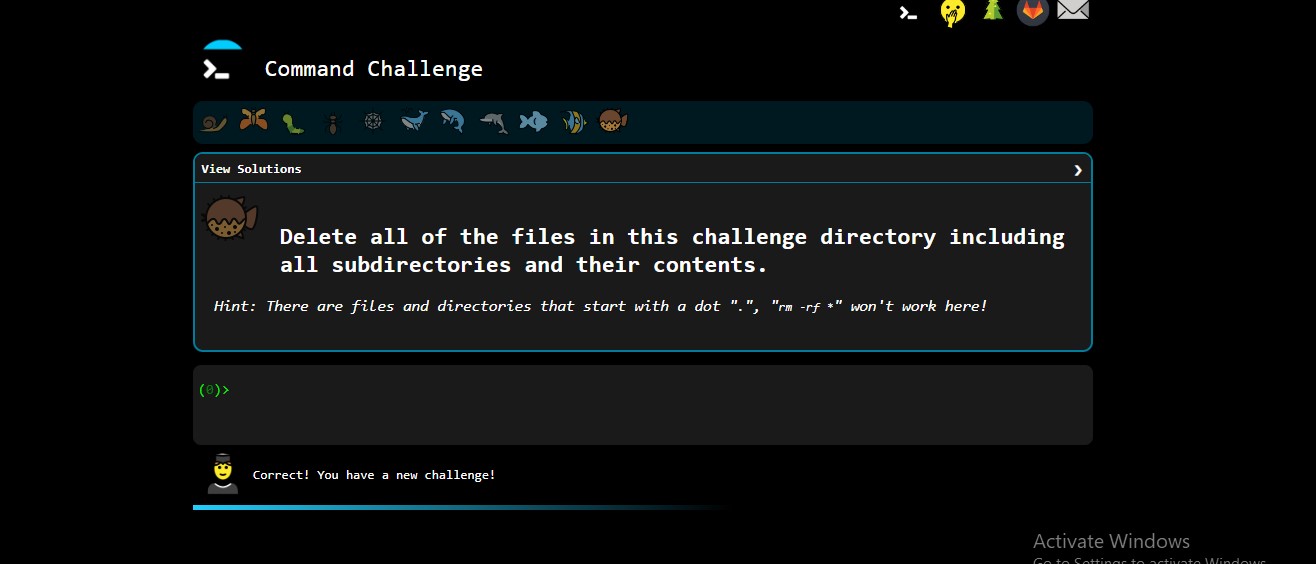 Command Challenge
View Solutions
Delete all of the files in this challenge directory including
all subdirectories and their contents.
Hint: There are files and directories that start with a dot ".", "rm -rf *" won't work here!
(0)>
Correct! You have a new challenge!
Activate Windows
Go to Settings to activate Windows.